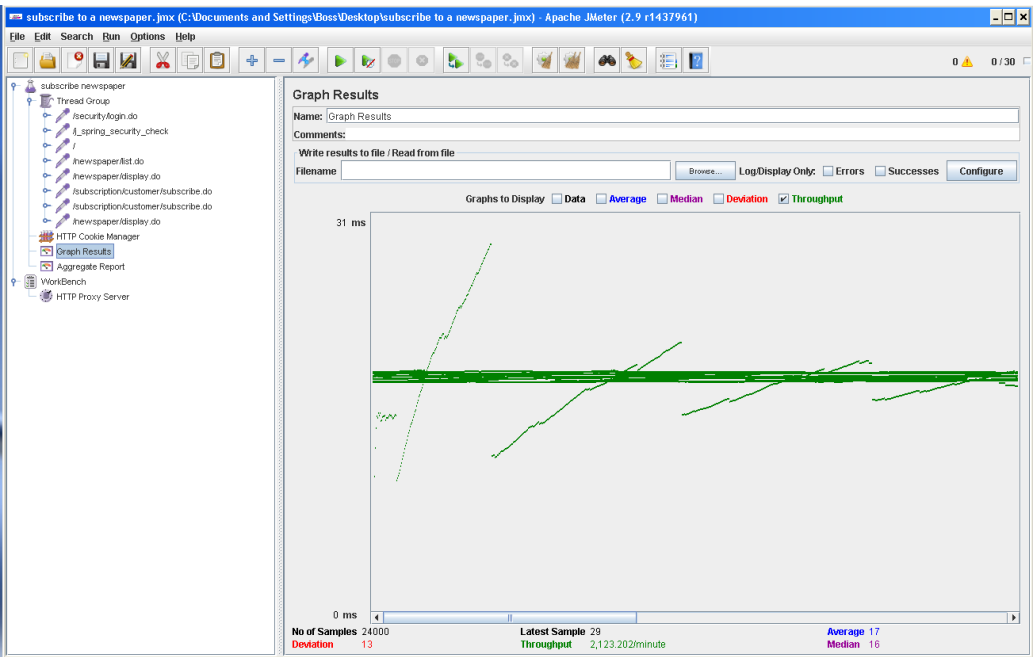 subscribe to a newspaper.jmx (C:\Documents and Settings\Boss\Desktop\subscribe to a newspaper.jmx) - Apache JMeter (2.9 r1437961)
File Edit Search Run Options Help
0 0 / 30
subscribe newspaper
Thread Group
/security/login.do
/j_spring_security_check
/
/newspaper/list.do
/newspaper/display.do
/subscription/customer/subscribe.do
/subscription/customer/subscribe.do
/newspaper/display.do
HTTP Cookie Manager
Graph Results
Aggregate Report
WorkBench
HTTP Proxy Server
Graph Results
Name: Graph Results
Comments:
Write results to file / Read from file
Filename Browse... Log/Display Only: Errors Successes Configure
Graphs to Display Data Average Median Deviation Throughput
31 ms
0 ms
No of Samples 24000 Latest Sample 29 Average 17
Deviation 13 Throughput 2,123.202/minute Median 16